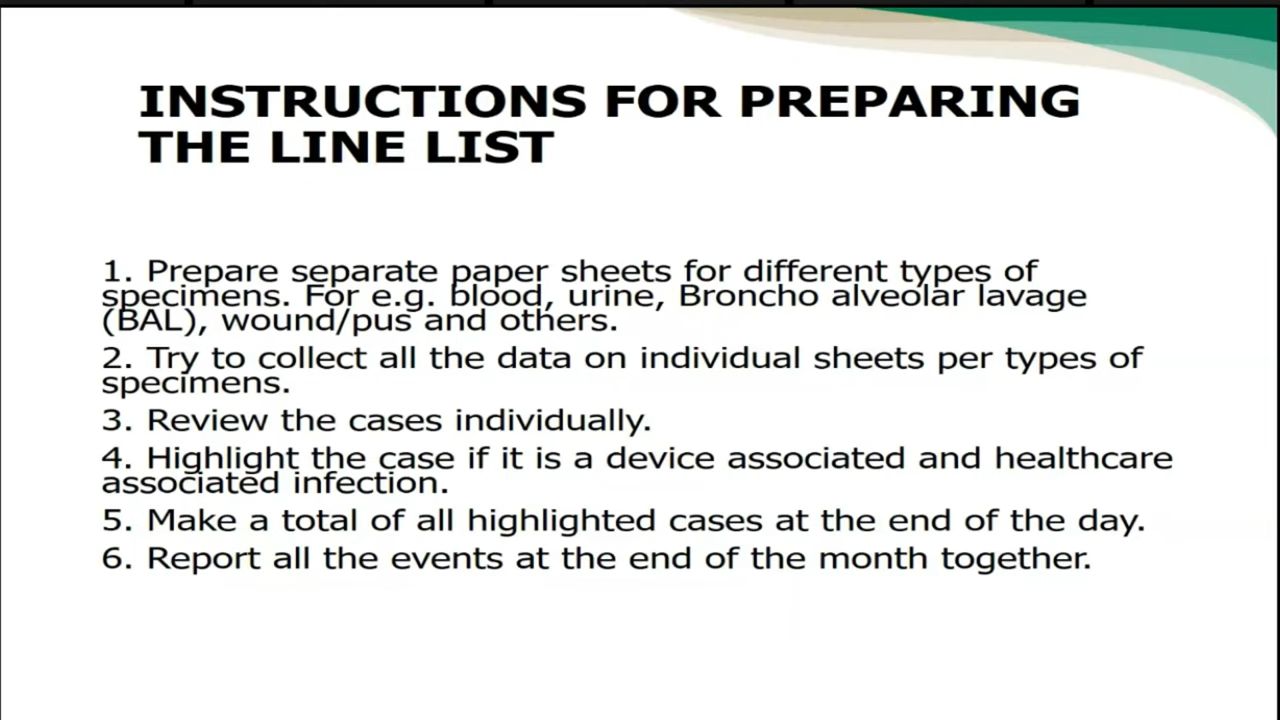 INSTRUCTIONS FOR PREPARING
THE LINE LIST
1. Prepare separate paper sheets for different types of
specimens. For e.g. blood, urine, Broncho alveolar lavage
(BAL), wound/pus and others.
2. Try to collect all the data on individual sheets per types of
specimens.
3. Review the cases individually.
4. Highlight the case if it is a device associated and healthcare
associated infection.
5. Make a total of all highlighted cases at the end of the day.
6. Report all the events at the end of the month together.